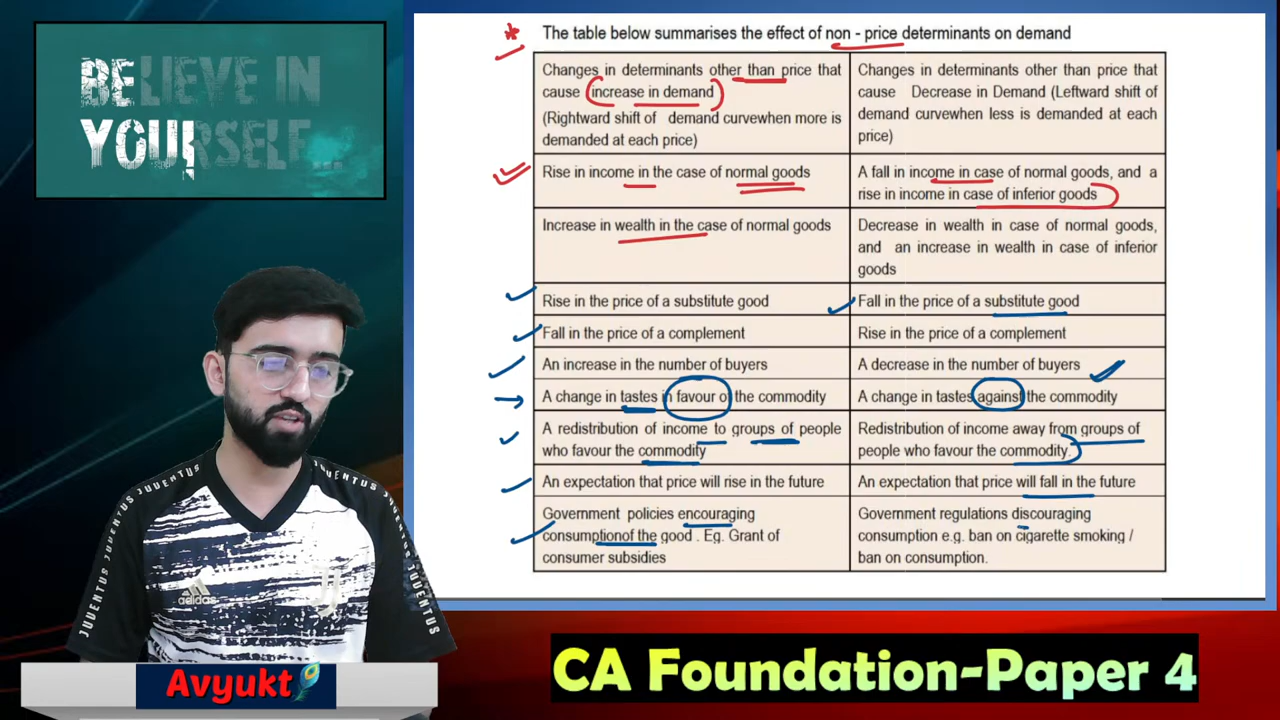 BELIEVE IN
YOURSELF...
* The table below summarises the effect of non - price determinants on demand
Changes in determinants other than price that
cause increase in demand
(Rightward shift of demand curvewhen more is
demanded at each price)
Changes in determinants other than price that
cause Decrease in Demand (Leftward shift of
demand curvewhen less is demanded at each
price)
Rise in income in the case of normal goods
A fall in income in case of normal goods, and a
rise in income in case of inferior goods
Increase in wealth in the case of normal goods
Decrease in wealth in case of normal goods,
and an increase in wealth in case of inferior
goods
Rise in the price of a substitute good
Fall in the price of a substitute good
Fall in the price of a complement
Rise in the price of a complement
An increase in the number of buyers
A decrease in the number of buyers
A change in tastes in favour of the commodity
A change in tastes against the commodity
A redistribution of income to groups of people
who favour the commodity
Redistribution of income away from groups of
people who favour the commodity.
An expectation that price will rise in the future
An expectation that price will fall in the future
Government policies encouraging
consumptionof the good . Eg. Grant of
consumer subsidies
Government regulations discouraging
consumption e.g. ban on cigarette smoking /
ban on consumption.
JUVENTUS JUVENTUS
JUVENTUS JUVENTUS
adidas
Avyukt
CA Foundation-Paper 4